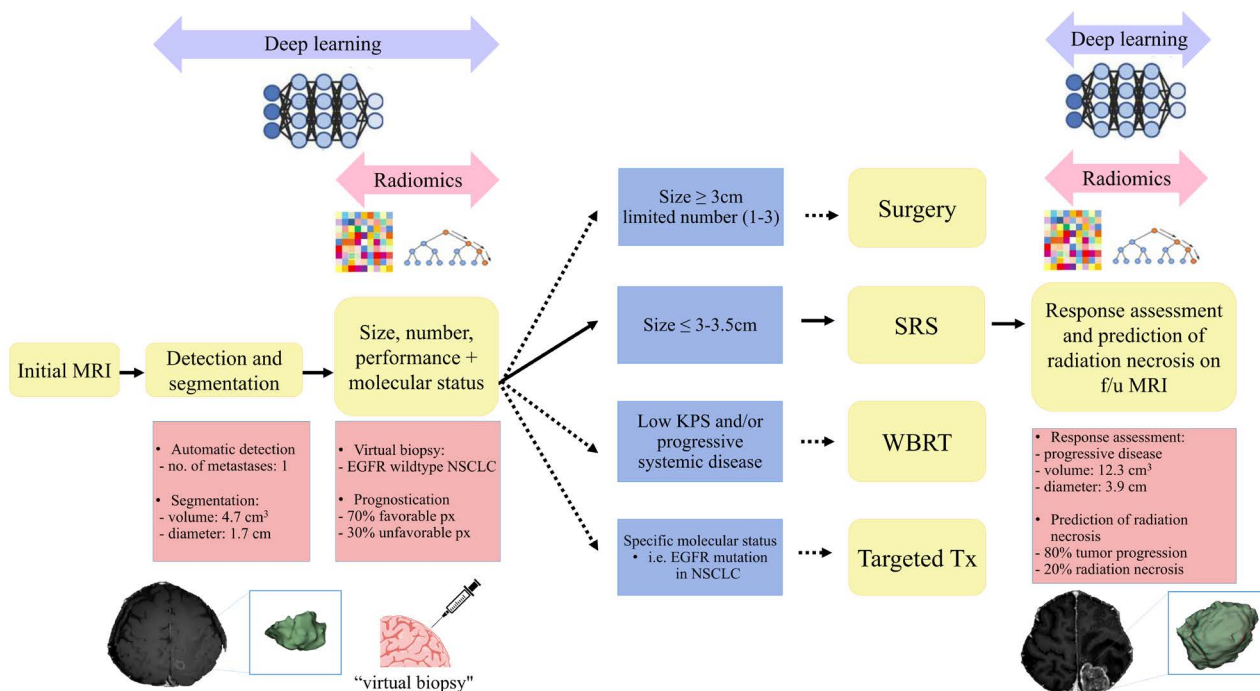 Deep learning
Radiomics
Initial MRI
Detection and
segmentation
Size, number,
performance +
molecular status
• Automatic detection
- no. of metastases: 1
• Segmentation:
- volume: 4.7 cm³
- diameter: 1.7 cm
• Virtual biopsy:
- EGFR wildtype NSCLC
• Prognostication
- 70% favorable px
- 30% unfavorable px
“virtual biopsy"
Size ≥ 3cm
limited number (1-3)
Surgery
Size ≤ 3-3.5cm
SRS
Low KPS and/or
progressive
systemic disease
WBRT
Specific molecular status
• i.e. EGFR mutation
in NSCLC
Targeted Tx
Deep learning
Radiomics
Response assessment
and prediction of
radiation necrosis on
f/u MRI
• Response assessment:
- progressive disease
- volume: 12.3 cm³
- diameter: 3.9 cm
• Prediction of radiation
necrosis
- 80% tumor progression
- 20% radiation necrosis